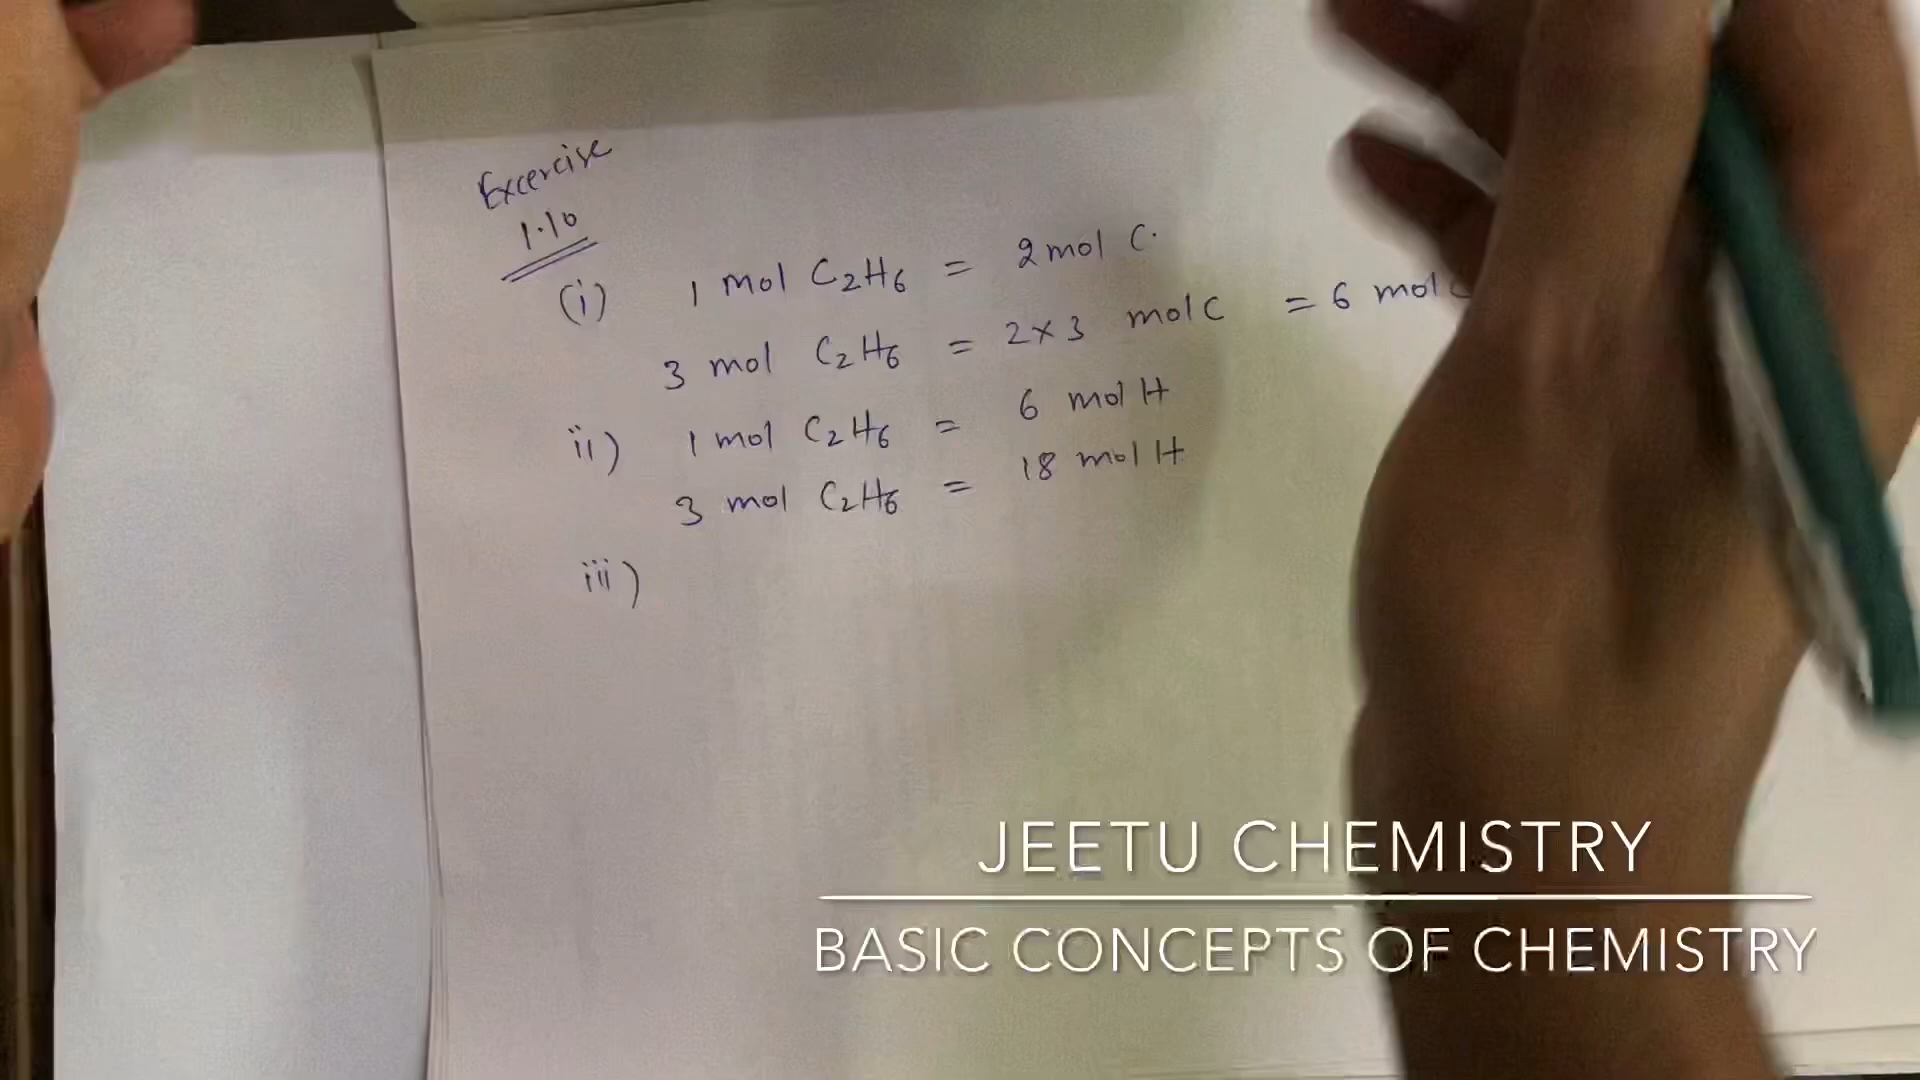 Excercise
1.10
(i) 1 mol C₂H₆ = 2 mol C.
3 mol C₂H₆ = 2×3 mol C = 6 mol C
ii) 1 mol C₂H₆ = 6 mol H
3 mol C₂H₆ = 18 mol H
iii)
JEETU CHEMISTRY
BASIC CONCEPTS OF CHEMISTRY